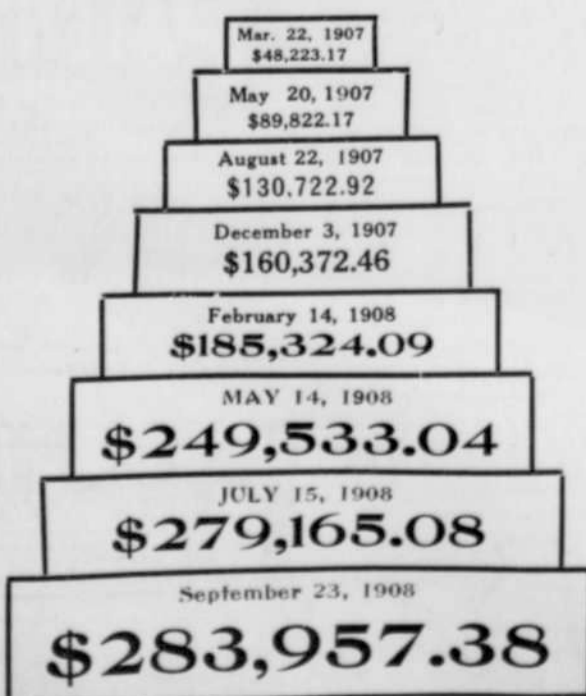 Mar. 22, 1907
$48,223.17
May 20, 1907
$89,822.17
August 22, 1907
$130,722.92
December 3, 1907
$160,372.46
February 14, 1908
$185,324.09
MAY 14, 1908
$249,533.04
JULY 15, 1908
$279,165.08
September 23, 1908
$283,957.38